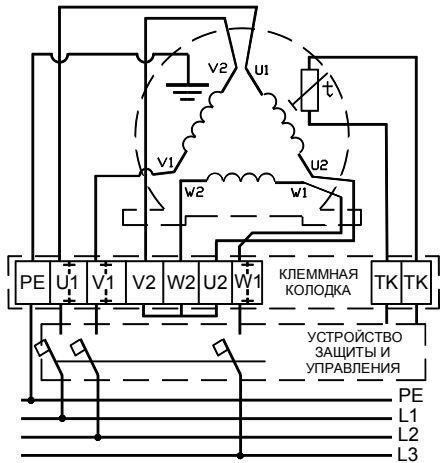 V2 U1
t
V1 U2
W2 W1
PE U1 V1 V2 W2 U2 W1 КЛЕММНАЯ КОЛОДКА TK TK
УСТРОЙСТВО
ЗАЩИТЫ И
УПРАВЛЕНИЯ
PE
L1
L2
L3